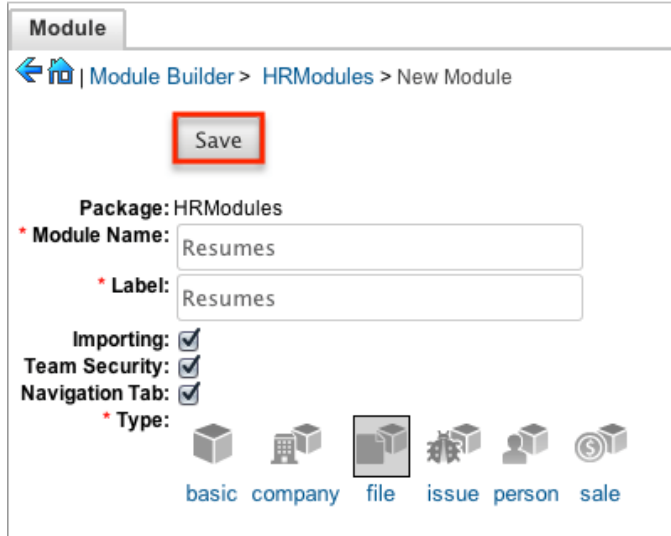 Module
| Module Builder > HRModules > New Module
Save
Package: HRModules
* Module Name: Resumes
* Label: Resumes
Importing:
Team Security:
Navigation Tab:
* Type:
basic company file issue person sale